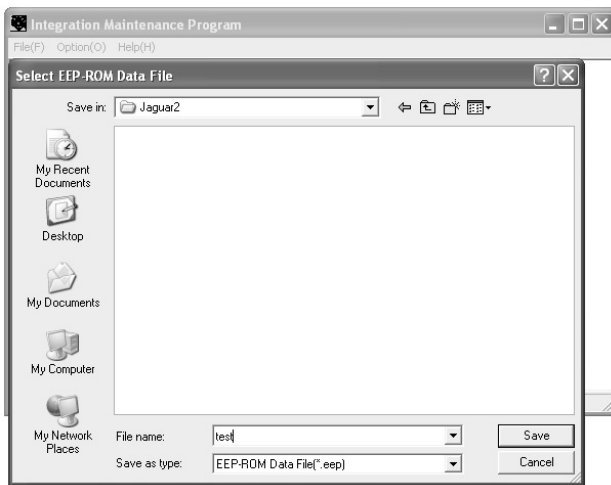 Integration Maintenance Program
File(F) Option(O) Help(H)
Select EEP-ROM Data File
Save in: Jaguar2
My Recent
Documents
Desktop
My Documents
My Computer
My Network
Places
File name: test
Save
Save as type: EEP-ROM Data File(*.eep)
Cancel